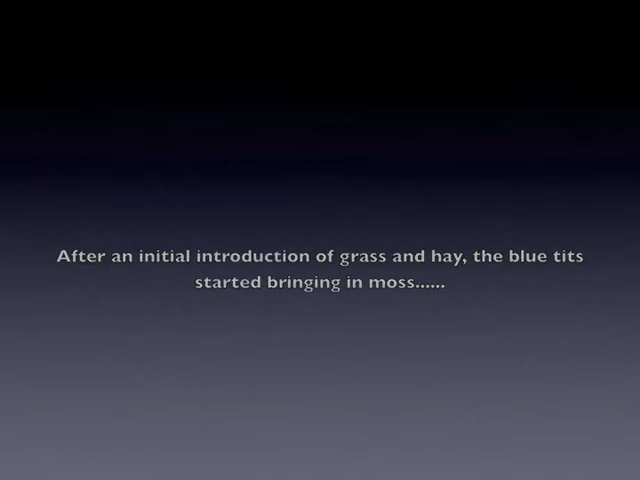 After an initial introduction of grass and hay, the blue tits
started bringing in moss......